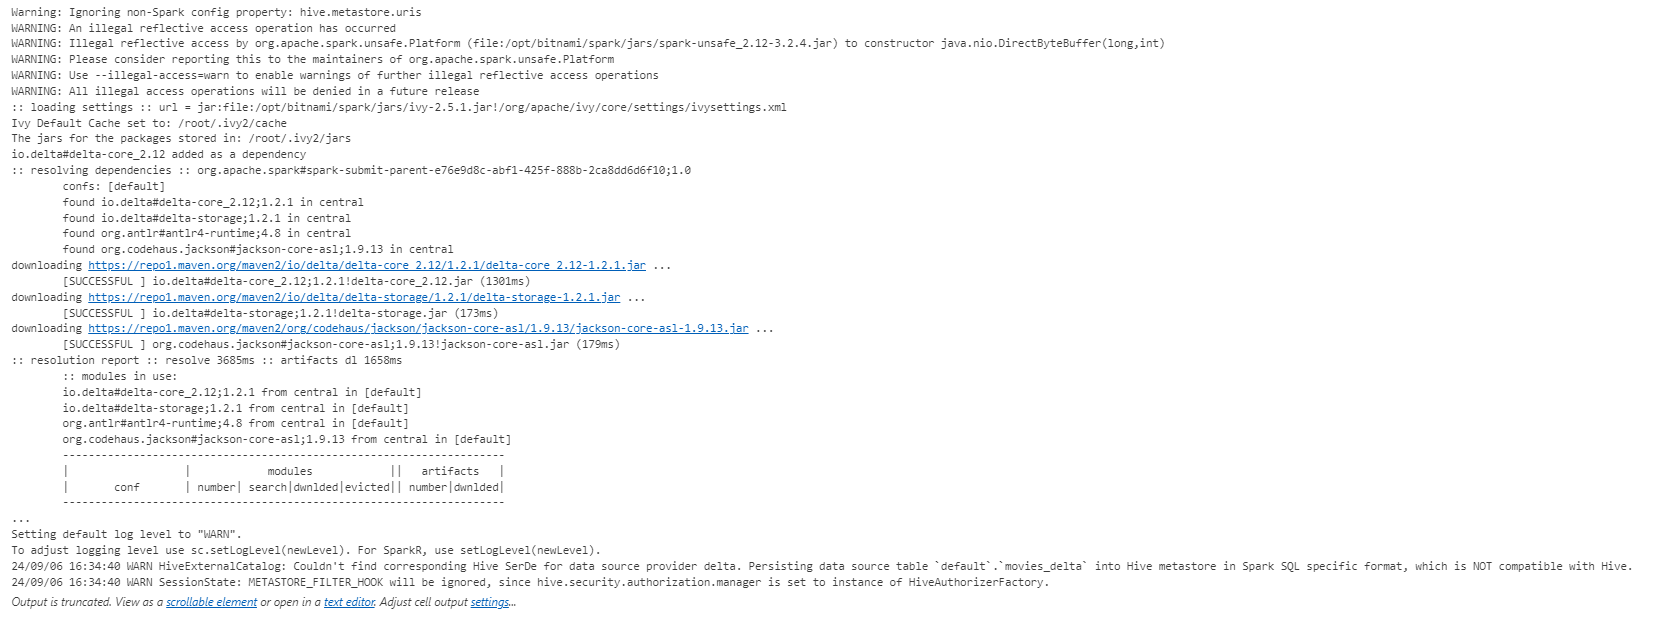 Warning: Ignoring non-Spark config property: hive.metastore.uris
WARNING: An illegal reflective access operation has occurred
WARNING: Illegal reflective access by org.apache.spark.unsafe.Platform (file:/opt/bitnami/spark/jars/spark-unsafe_2.12-3.2.4.jar) to constructor java.nio.DirectByteBuffer(long,int)
WARNING: Please consider reporting this to the maintainers of org.apache.spark.unsafe.Platform
WARNING: Use --illegal-access=warn to enable warnings of further illegal reflective access operations
WARNING: All illegal access operations will be denied in a future release
:: loading settings :: url = jar:file:/opt/bitnami/spark/jars/ivy-2.5.1.jar!/org/apache/ivy/core/settings/ivysettings.xml
Ivy Default Cache set to: /root/.ivy2/cache
The jars for the packages stored in: /root/.ivy2/jars
io.delta#delta-core_2.12 added as a dependency
:: resolving dependencies :: org.apache.spark#spark-submit-parent-e76e9d8c-abf1-425f-888b-2ca8dd6d6f10;1.0
        confs: [default]
        found io.delta#delta-core_2.12;1.2.1 in central
        found io.delta#delta-storage;1.2.1 in central
        found org.antlr#antlr4-runtime;4.8 in central
        found org.codehaus.jackson#jackson-core-asl;1.9.13 in central
downloading https://repo1.maven.org/maven2/io/delta/delta-core_2.12/1.2.1/delta-core_2.12-1.2.1.jar ...
        [SUCCESSFUL ] io.delta#delta-core_2.12;1.2.1!delta-core_2.12.jar (1301ms)
downloading https://repo1.maven.org/maven2/io/delta/delta-storage/1.2.1/delta-storage-1.2.1.jar ...
        [SUCCESSFUL ] io.delta#delta-storage;1.2.1!delta-storage.jar (173ms)
downloading https://repo1.maven.org/maven2/org/codehaus/jackson/jackson-core-asl/1.9.13/jackson-core-asl-1.9.13.jar ...
        [SUCCESSFUL ] org.codehaus.jackson#jackson-core-asl;1.9.13!jackson-core-asl.jar (179ms)
:: resolution report :: resolve 3685ms :: artifacts dl 1658ms
        :: modules in use:
        io.delta#delta-core_2.12;1.2.1 from central in [default]
        io.delta#delta-storage;1.2.1 from central in [default]
        org.antlr#antlr4-runtime;4.8 from central in [default]
        org.codehaus.jackson#jackson-core-asl;1.9.13 from central in [default]
        ---------------------------------------------------------------------
        |                  |            modules            ||   artifacts   |
        |       conf       | number| search|dwnlded|evicted|| number|dwnlded|
        ---------------------------------------------------------------------
...
Setting default log level to "WARN".
To adjust logging level use sc.setLogLevel(newLevel). For SparkR, use setLogLevel(newLevel).
24/09/06 16:34:40 WARN HiveExternalCatalog: Couldn't find corresponding Hive SerDe for data source provider delta. Persisting data source table `default`.`movies_delta` into Hive metastore in Spark SQL specific format, which is NOT compatible with Hive.
24/09/06 16:34:40 WARN SessionState: METASTORE_FILTER_HOOK will be ignored, since hive.security.authorization.manager is set to instance of HiveAuthorizerFactory.
Output is truncated. View as a scrollable element or open in a text editor. Adjust cell output settings...